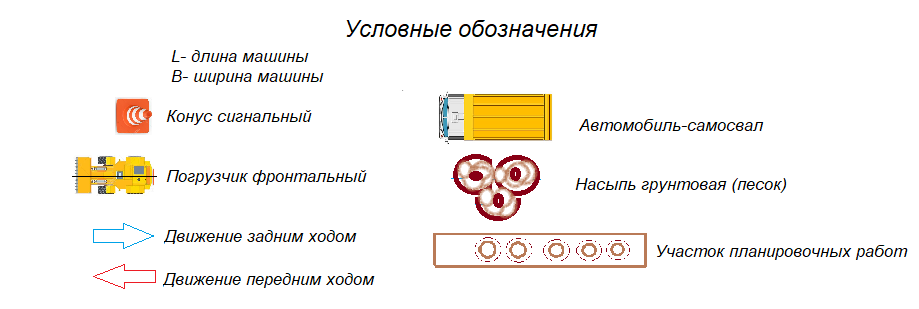 Условные обозначения
L- длина машины
B- ширина машины
Конус сигнальный
Автомобиль-самосвал
Погрузчик фронтальный
Насыпь грунтовая (песок)
Движение задним ходом
Участок планировочных работ
Движение передним ходом